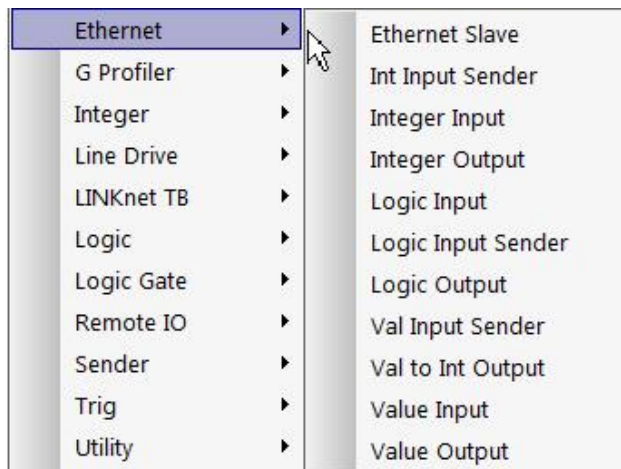 Ethernet
G Profiler
Integer
Line Drive
LINKnet TB
Logic
Logic Gate
Remote IO
Sender
Trig
Utility
Ethernet Slave
Int Input Sender
Integer Input
Integer Output
Logic Input
Logic Input Sender
Logic Output
Val Input Sender
Val to Int Output
Value Input
Value Output